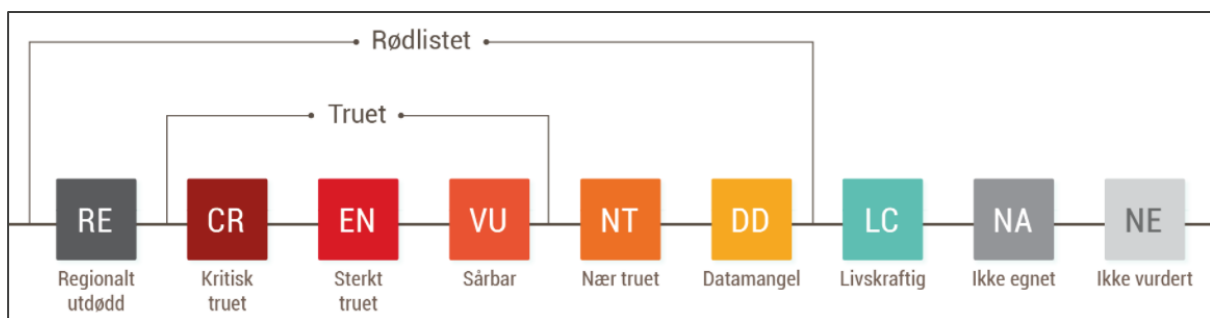 Rødlistet
Truet
RE CR EN VU NT DD LC NA NE
Regionalt Kritisk Sterkt Sårbar Nær truet Datamangel Livskraftig Ikke egnet Ikke vurdert
utdødd truet truet